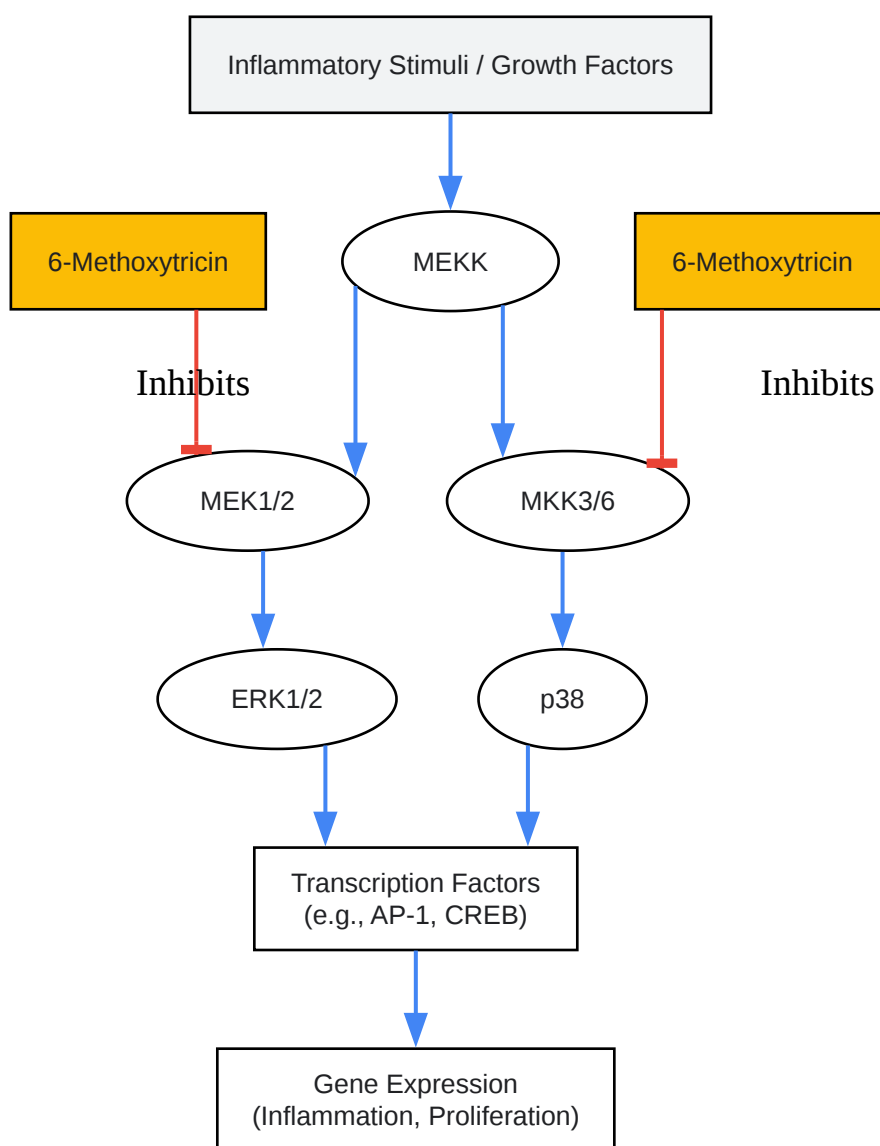 Inflammatory Stimuli / Growth Factors
6-Methoxytricin
MEKK
6-Methoxytricin
Inhibits
Inhibits
MEK1/2
MKK3/6
ERK1/2
p38
Transcription Factors
(e.g., AP-1, CREB)
Gene Expression
(Inflammation, Proliferation)